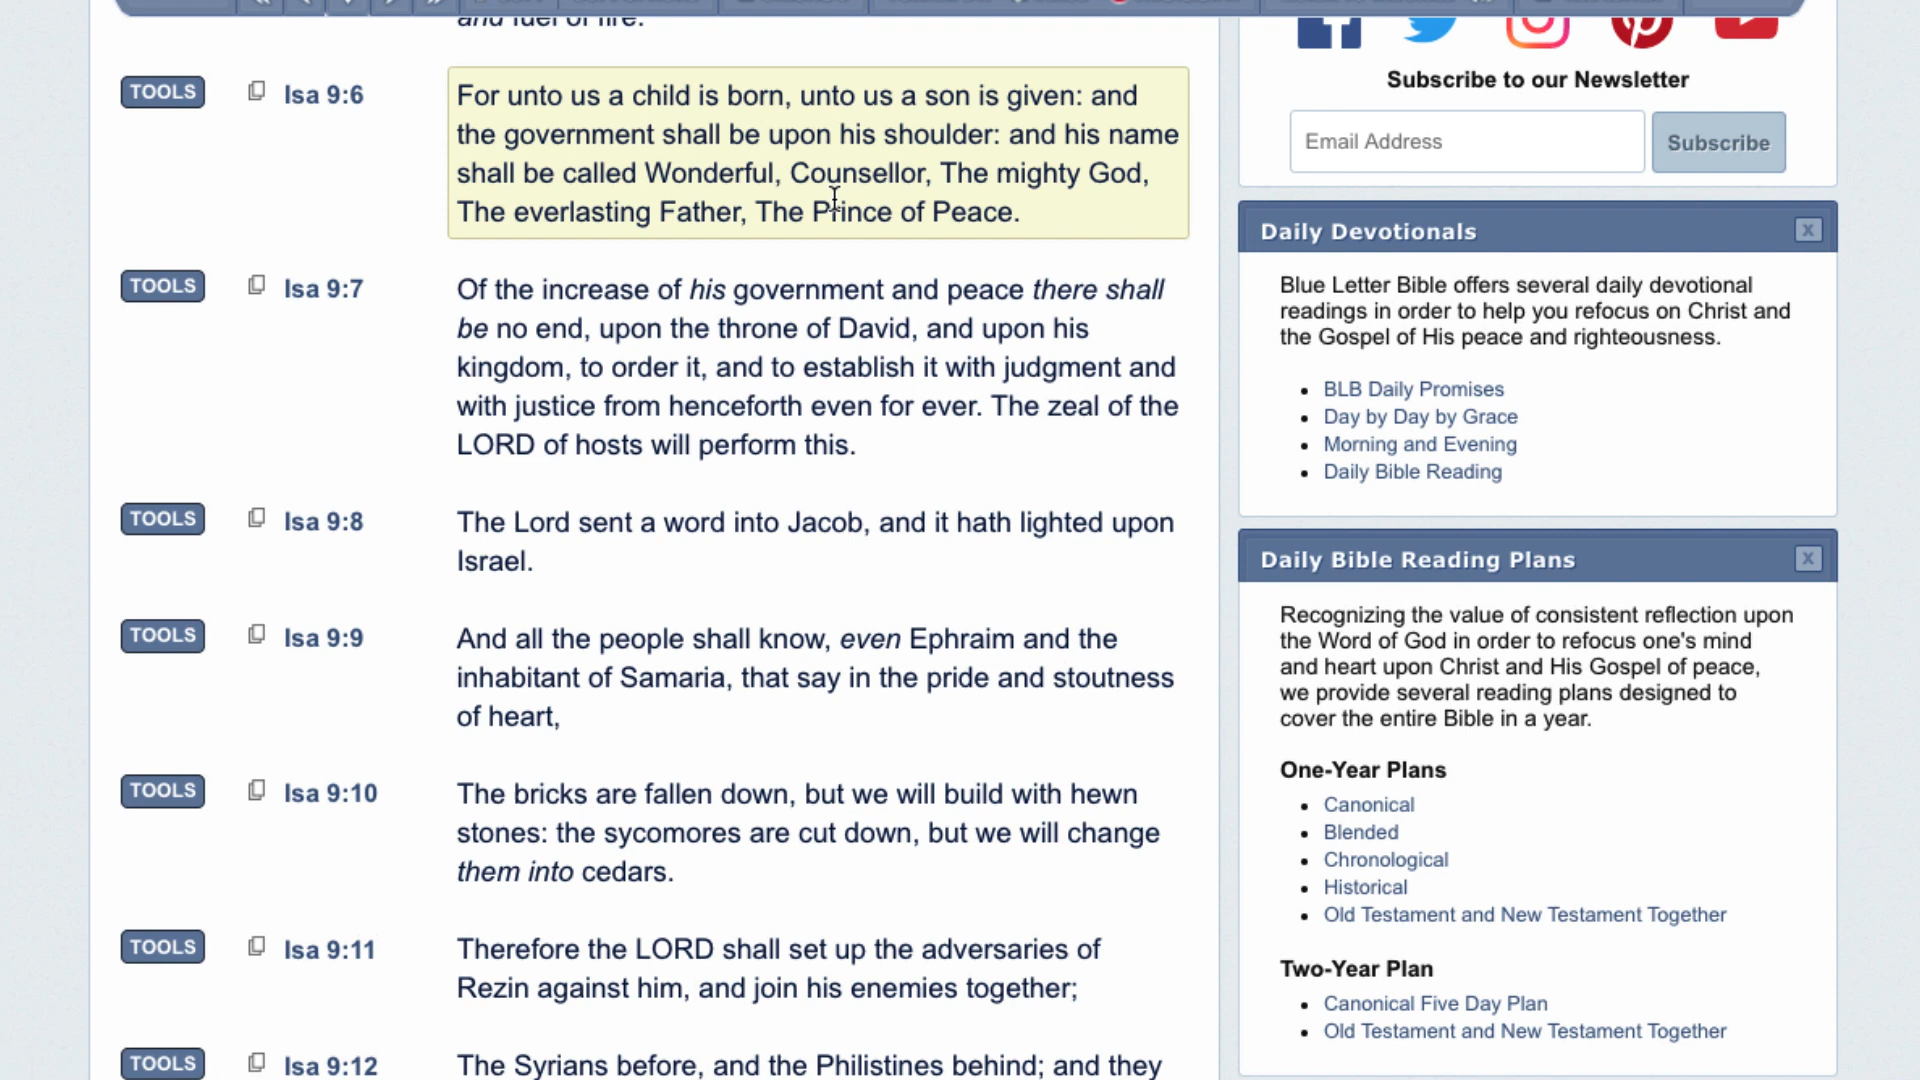 and fuel of fire.
TOOLS Isa 9:6 For unto us a child is born, unto us a son is given: and
the government shall be upon his shoulder: and his name
shall be called Wonderful, Counsellor, The mighty God,
The everlasting Father, The Prince of Peace.
TOOLS Isa 9:7 Of the increase of his government and peace there shall
be no end, upon the throne of David, and upon his
kingdom, to order it, and to establish it with judgment and
with justice from henceforth even for ever. The zeal of the
LORD of hosts will perform this.
TOOLS Isa 9:8 The Lord sent a word into Jacob, and it hath lighted upon
Israel.
TOOLS Isa 9:9 And all the people shall know, even Ephraim and the
inhabitant of Samaria, that say in the pride and stoutness
of heart,
TOOLS Isa 9:10 The bricks are fallen down, but we will build with hewn
stones: the sycomores are cut down, but we will change
them into cedars.
TOOLS Isa 9:11 Therefore the LORD shall set up the adversaries of
Rezin against him, and join his enemies together;
TOOLS Isa 9:12 The Syrians before, and the Philistines behind; and they
Subscribe to our Newsletter
Email Address Subscribe
Daily Devotionals X
Blue Letter Bible offers several daily devotional
readings in order to help you refocus on Christ and
the Gospel of His peace and righteousness.
• BLB Daily Promises
• Day by Day by Grace
• Morning and Evening
• Daily Bible Reading
Daily Bible Reading Plans X
Recognizing the value of consistent reflection upon
the Word of God in order to refocus one's mind
and heart upon Christ and His Gospel of peace,
we provide several reading plans designed to
cover the entire Bible in a year.
One-Year Plans
• Canonical
• Blended
• Chronological
• Historical
• Old Testament and New Testament Together
Two-Year Plan
• Canonical Five Day Plan
• Old Testament and New Testament Together